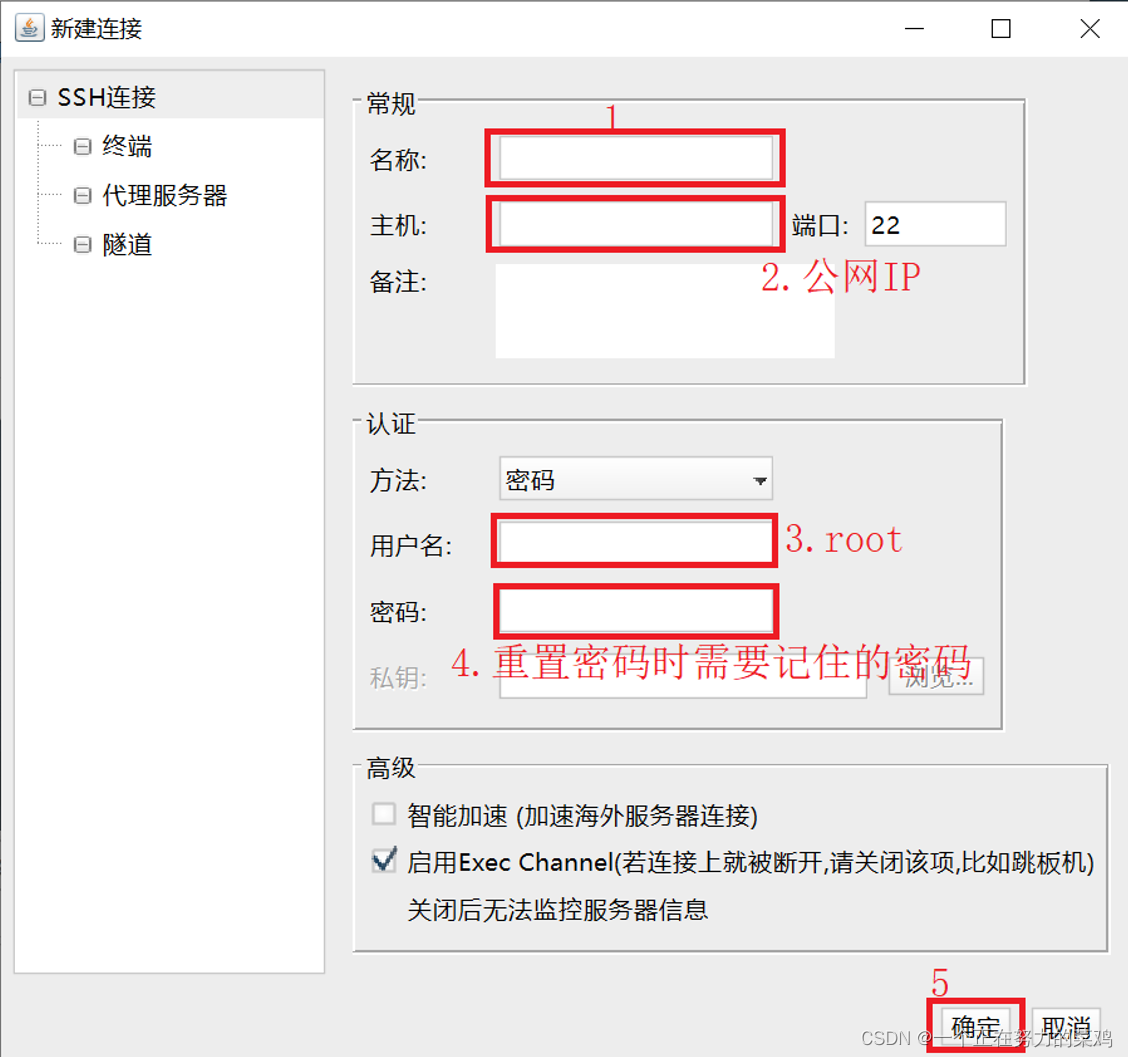 新建连接
SSH连接
终端
代理服务器
隧道
常规
1
名称:
主机:
端口: 22
2.公网IP
备注:
认证
方法: 密码
用户名: 3.root
密码:
4.重置密码时需要记住的密码
私钥: 浏览...
高级
智能加速 (加速海外服务器连接)
启用Exec Channel(若连接上就被断开,请关闭该项,比如跳板机)
关闭后无法监控服务器信息
5
确定 取消
CSDN @一个正在努力的菜鸡